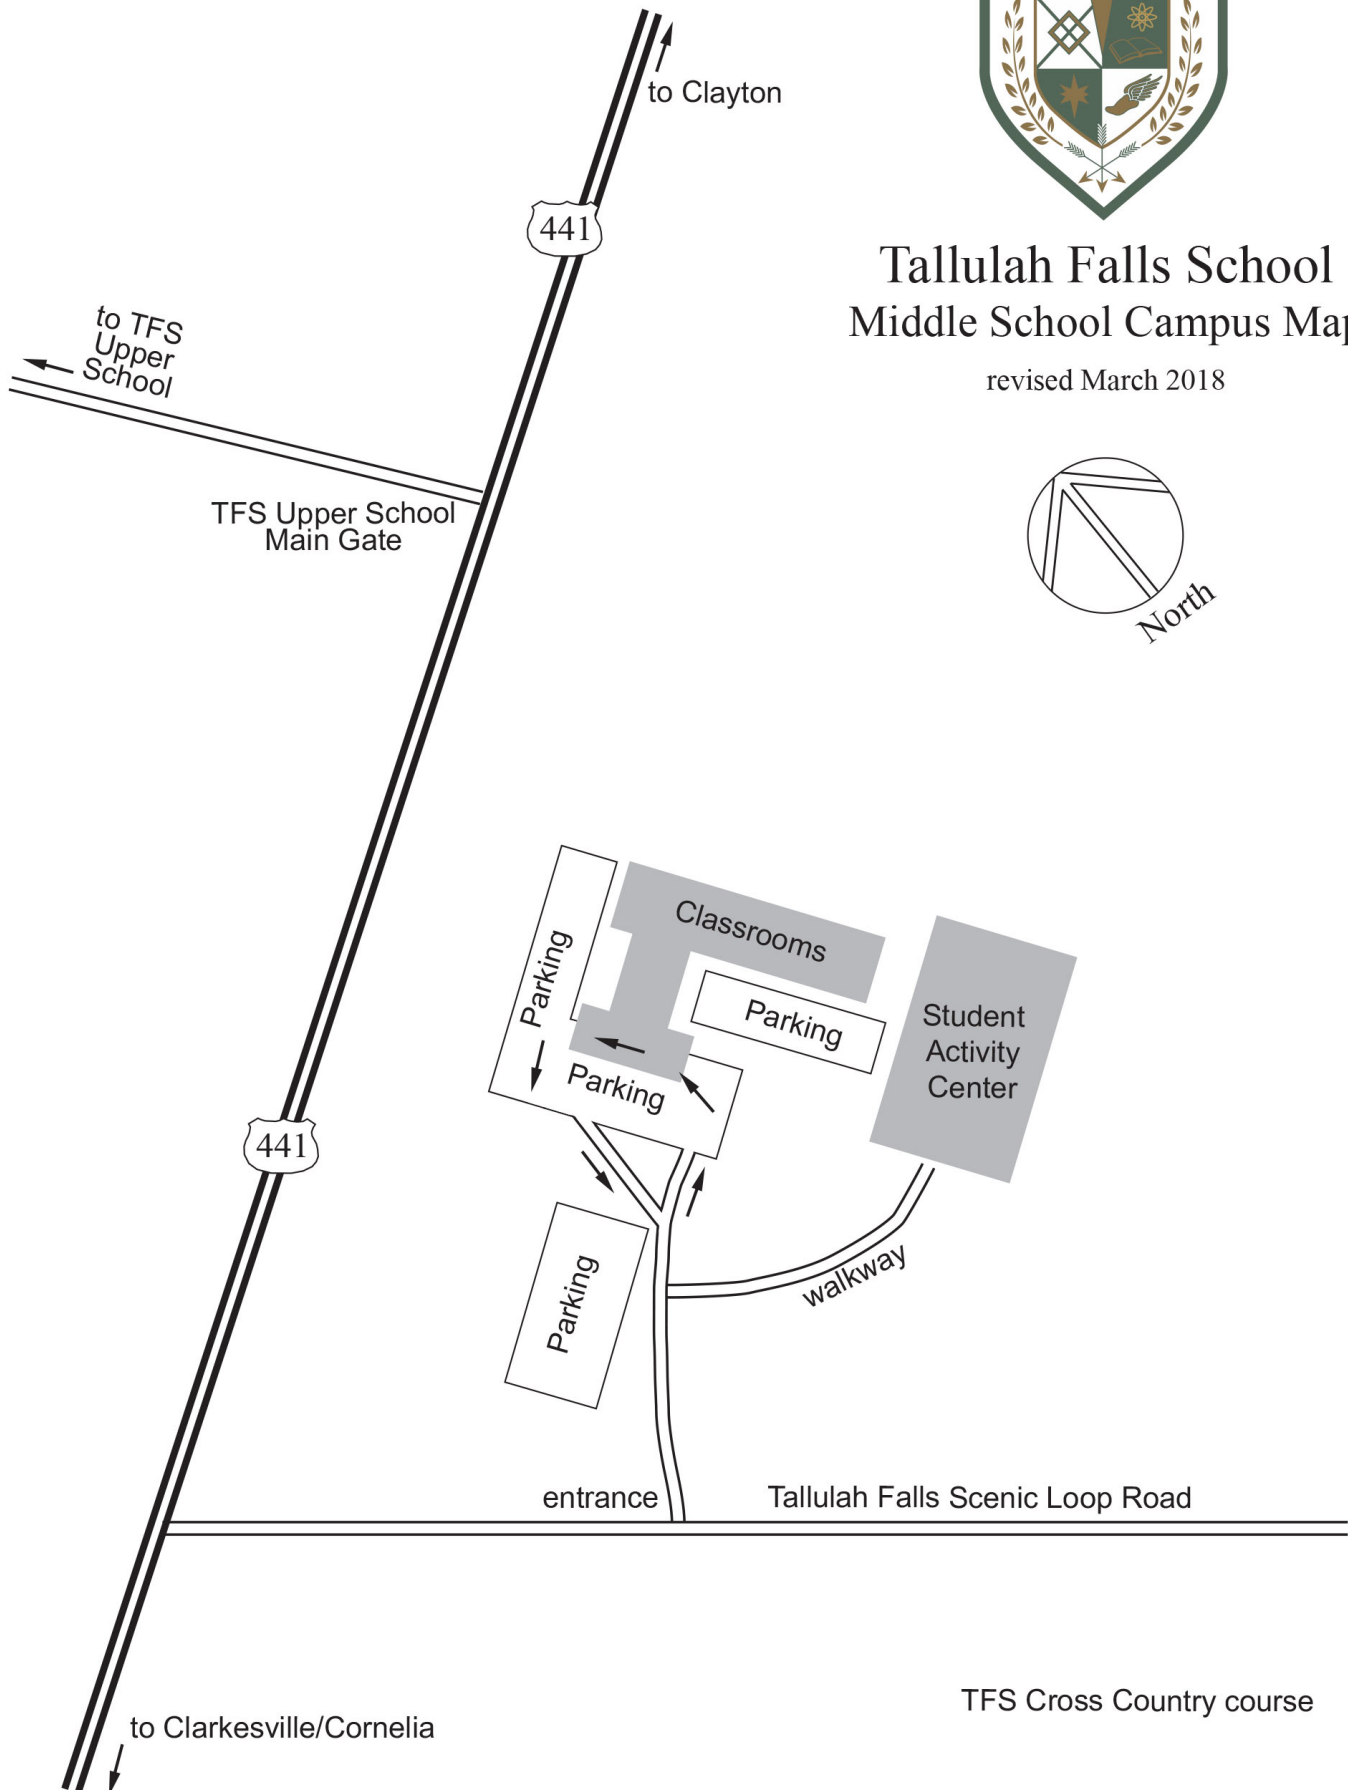 to Clayton
441
Tallulah Falls School
Middle School Campus Map
revised March 2018
to TFS
Upper
School
TFS Upper School
Main Gate
North
Classrooms
Parking
Parking
Student
Activity
Center
Parking
441
Parking
walkway
entrance
Tallulah Falls Scenic Loop Road
TFS Cross Country course
to Clarkesville/Cornelia